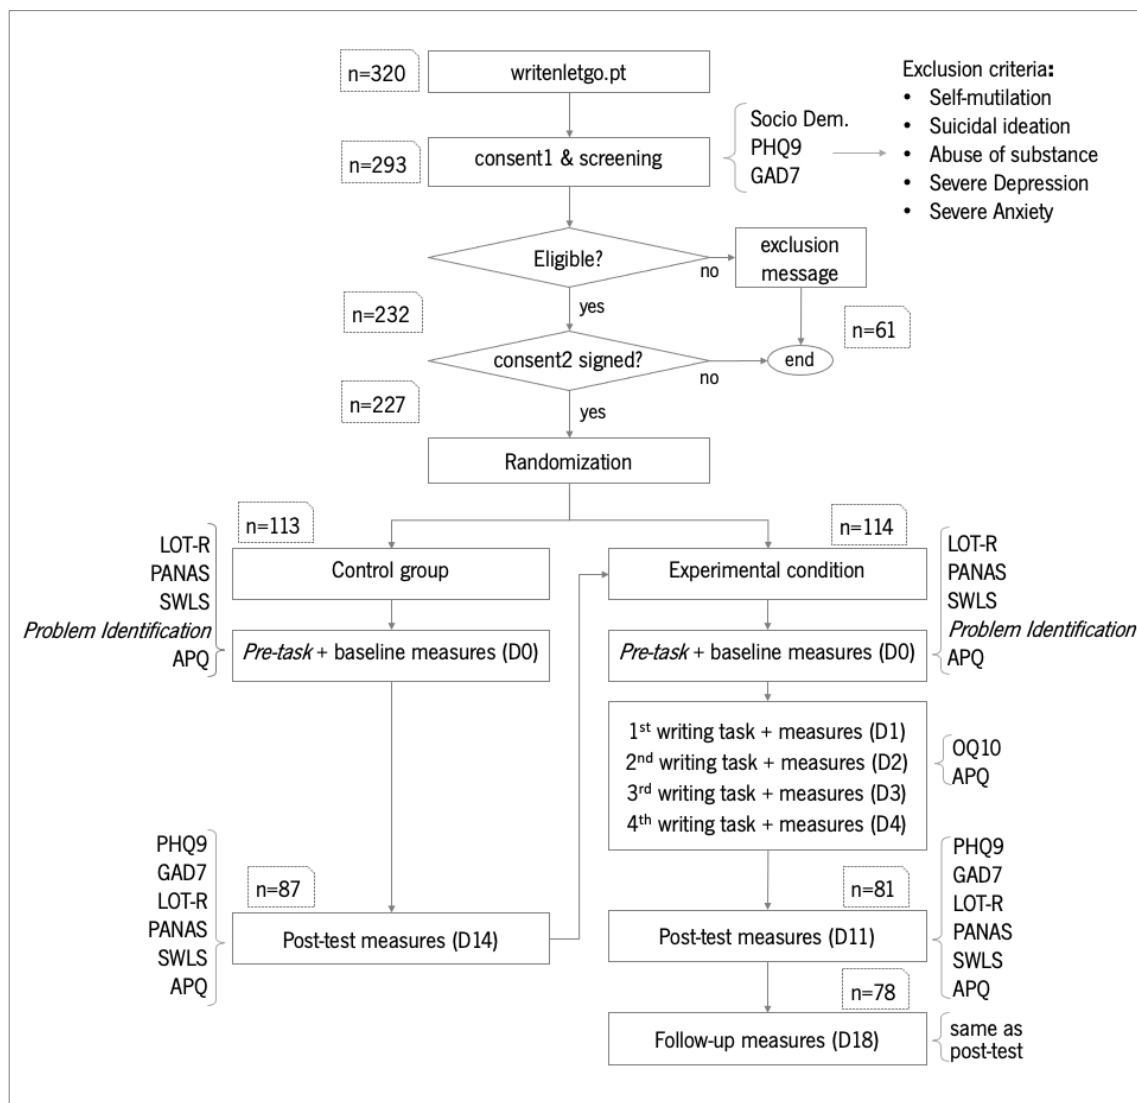 n=320
writenletgo.pt
n=293
consent1 & screening
Socio Dem.
PHQ9
GAD7
Exclusion criteria:
• Self-mutilation
• Suicidal ideation
• Abuse of substance
• Severe Depression
• Severe Anxiety
Eligible?
no
exclusion
message
yes
n=232
n=61
consent2 signed?
no
end
n=227
yes
Randomization
n=113
LOT-R
PANAS
SWLS
Problem Identification
APQ
Control group
Pre-task + baseline measures (D0)
n=114
Experimental condition
LOT-R
PANAS
SWLS
Problem Identification
APQ
Pre-task + baseline measures (D0)
1st writing task + measures (D1)
2nd writing task + measures (D2)
3rd writing task + measures (D3)
4th writing task + measures (D4)
OQ10
APQ
PHQ9
GAD7
LOT-R
PANAS
SWLS
APQ
n=87
Post-test measures (D14)
n=81
Post-test measures (D11)
PHQ9
GAD7
LOT-R
PANAS
SWLS
APQ
n=78
Follow-up measures (D18)
same as
post-test